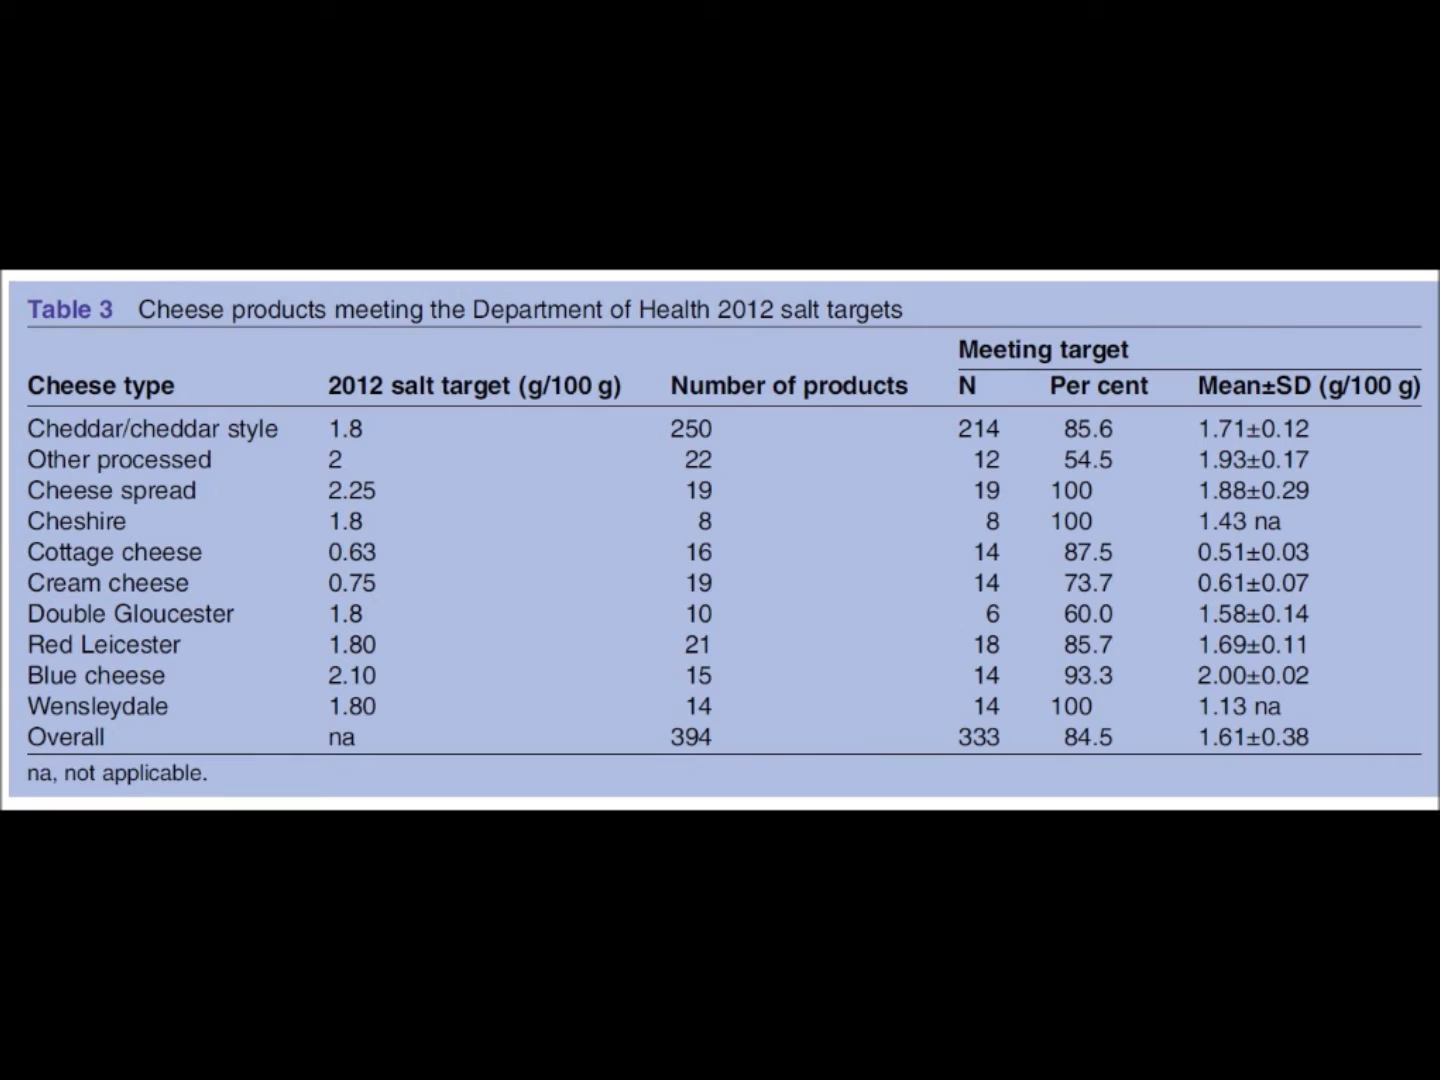 Table 3 Cheese products meeting the Department of Health 2012 salt targets
Meeting target
Cheese type 2012 salt target (g/100 g) Number of products N Per cent Mean±SD (g/100 g)
Cheddar/cheddar style 1.8 250 214 85.6 1.71±0.12
Other processed 2 22 12 54.5 1.93±0.17
Cheese spread 2.25 19 19 100 1.88±0.29
Cheshire 1.8 8 8 100 1.43 na
Cottage cheese 0.63 16 14 87.5 0.51±0.03
Cream cheese 0.75 19 14 73.7 0.61±0.07
Double Gloucester 1.8 10 6 60.0 1.58±0.14
Red Leicester 1.80 21 18 85.7 1.69±0.11
Blue cheese 2.10 15 14 93.3 2.00±0.02
Wensleydale 1.80 14 14 100 1.13 na
Overall na 394 333 84.5 1.61±0.38
na, not applicable.